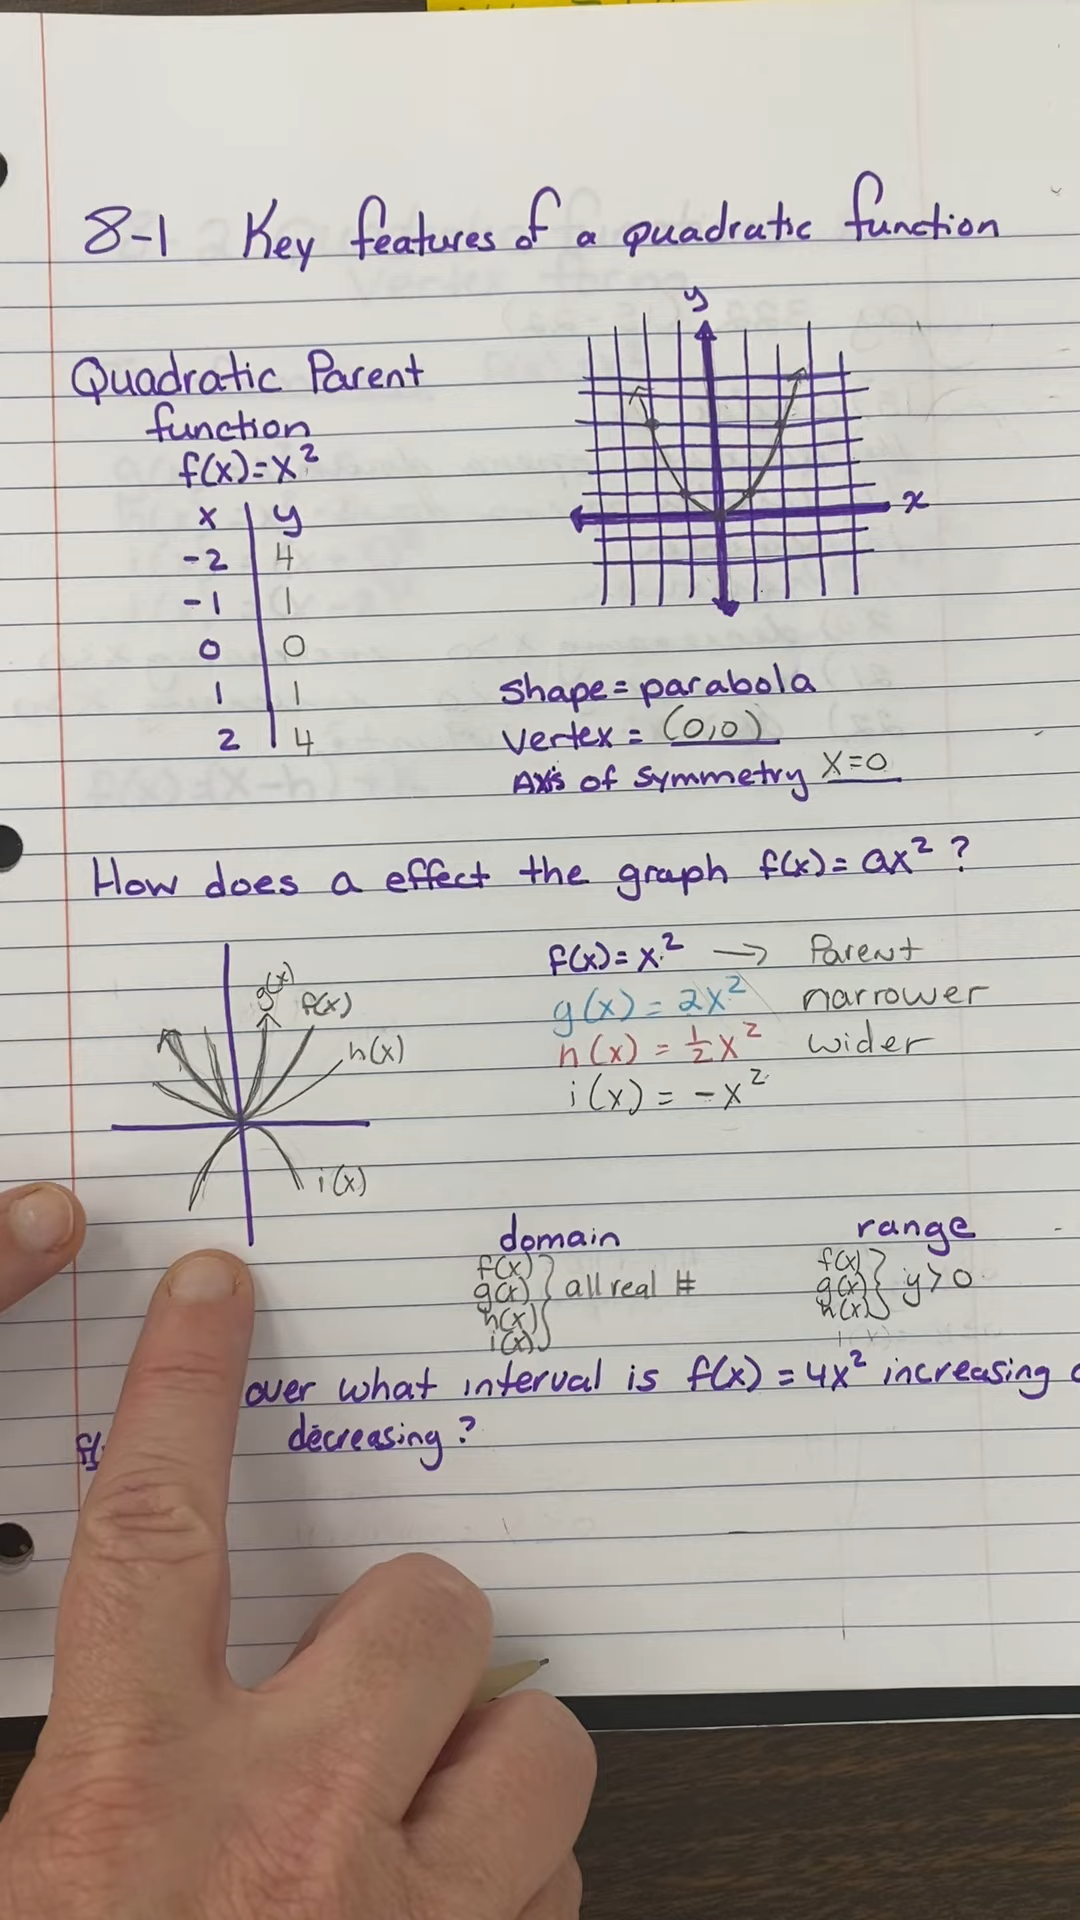 8-1 Key features of a quadratic function
Quadratic Parent
function
f(x)=x²
x y
-2 4
-1 1
0 0
1 1
2 4
y
x
shape = parabola
vertex = (0,0)
Axis of Symmetry x=0
How does a effect the graph f(x)= ax² ?
g(x)
f(x)
h(x)
i(x)
f(x)= x² → Parent
g(x) = 2x² narrower
h(x) = ½x² wider
i(x) = -x²
domain
f(x)
g(x) } all real #
h(x)
i(x)
range
f(x)
g(x) } y > 0
h(x)
over what interval is f(x) = 4x² increasing
decreasing ?